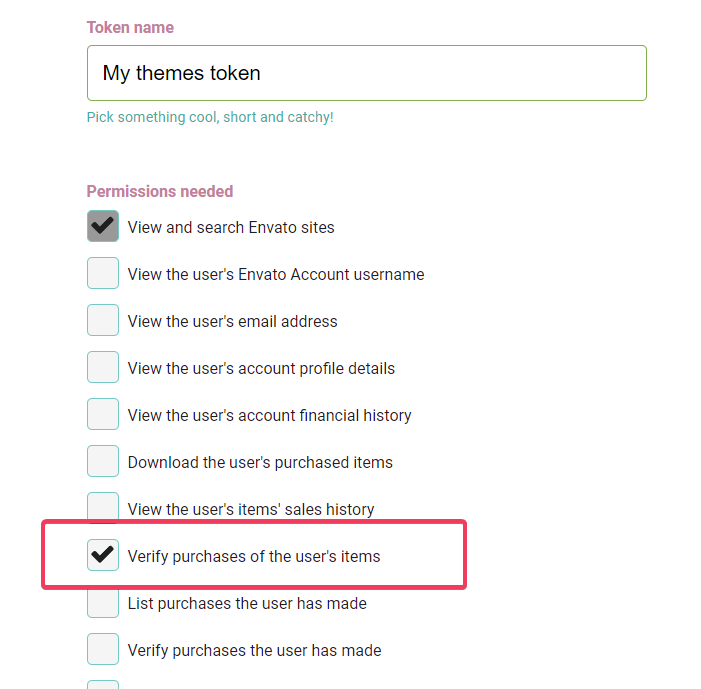 Token name
My themes token
Pick something cool, short and catchy!
Permissions needed
View and search Envato sites
View the user's Envato Account username
View the user's email address
View the user's account profile details
View the user's account financial history
Download the user's purchased items
View the user's items' sales history
Verify purchases of the user's items
List purchases the user has made
Verify purchases the user has made